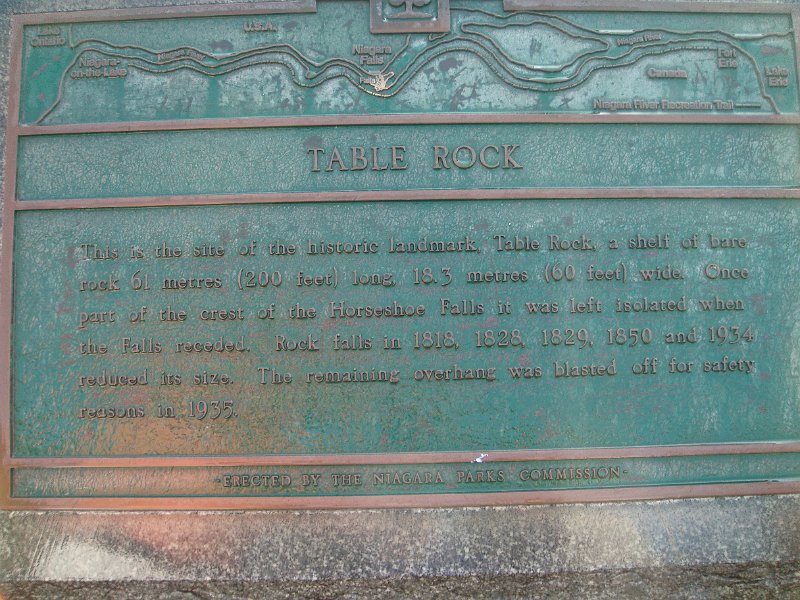 Lake
Ontario
U.S.A.
Niagara-
on-the-Lake
Niagara River
Niagara
Falls
Falls
Niagara River
Fort
Erie
Canada
Lake
Erie
Niagara River Recreation Trail
TABLE ROCK
This is the site of the historic landmark, Table Rock, a shelf of bare
rock 61 metres (200 feet) long, 18.3 metres (60 feet) wide. Once
part of the crest of the Horseshoe Falls it was left isolated when
the Falls receded. Rock falls in 1818, 1828, 1829, 1850 and 1934
reduced its size. The remaining overhang was blasted off for safety
reasons in 1935.
-ERECTED BY THE NIAGARA PARKS COMMISSION-